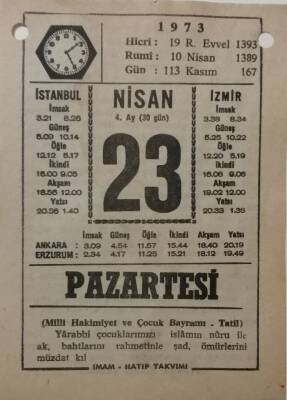 1973
Hicri: 19 R. Evvel 1393
Rumî: 10 Nisan 1389
Gün: 113 Kasım 167
İSTANBUL
İmsak
3.21 8.26
Güneş
5.09 10.14
Öğle
12.12 5.17
İkindi
16.00 9.05
Akşam
18.56 12.00
Yatsı
20.36 1.40
NİSAN
4. Ay (30 gün)
23
İZMİR
İmsak
3.38 8.34
Güneş
5.25 10.22
Öğle
12.20 5.19
İkindi
16.06 9.05
Akşam
19.02 12.00
Yatsı
20.33 1.38
İmsak Güneş Öğle İkindi Akşam Yatsı
ANKARA : 3.09 4.54 11.57 15.44 18.40 20.19
ERZURUM : 2.34 4.17 11.25 15.21 18.12 19.49
PAZARTESİ
(Milli Hakimiyet ve Çocuk Bayramı - Tatil)
Yârabbi çocuklarımızı islâmın nûru ile
ak, bahtlarını rahmetinle şad, ömürlerini
müzdat kıl
İMAM - HATİP TAKVİMİ